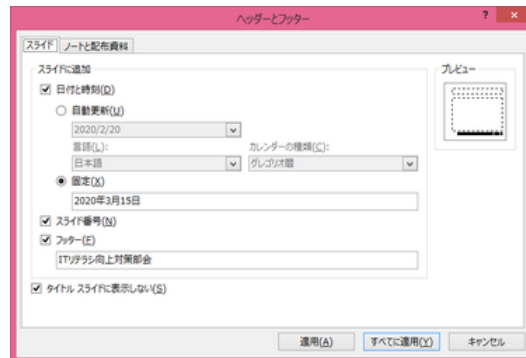 ヘッダーとフッター
スライド ノートと配布資料
スライドに追加
プレビュー
日付と時刻(D)
自動更新(U)
2020/2/20
言語(L): カレンダーの種類(C):
日本語 グレゴリオ暦
固定(X)
2020年3月15日
スライド番号(N)
フッター(F)
ITリテラシ向上対策部会
タイトル スライドに表示しない(S)
適用(A) すべてに適用(Y) キャンセル